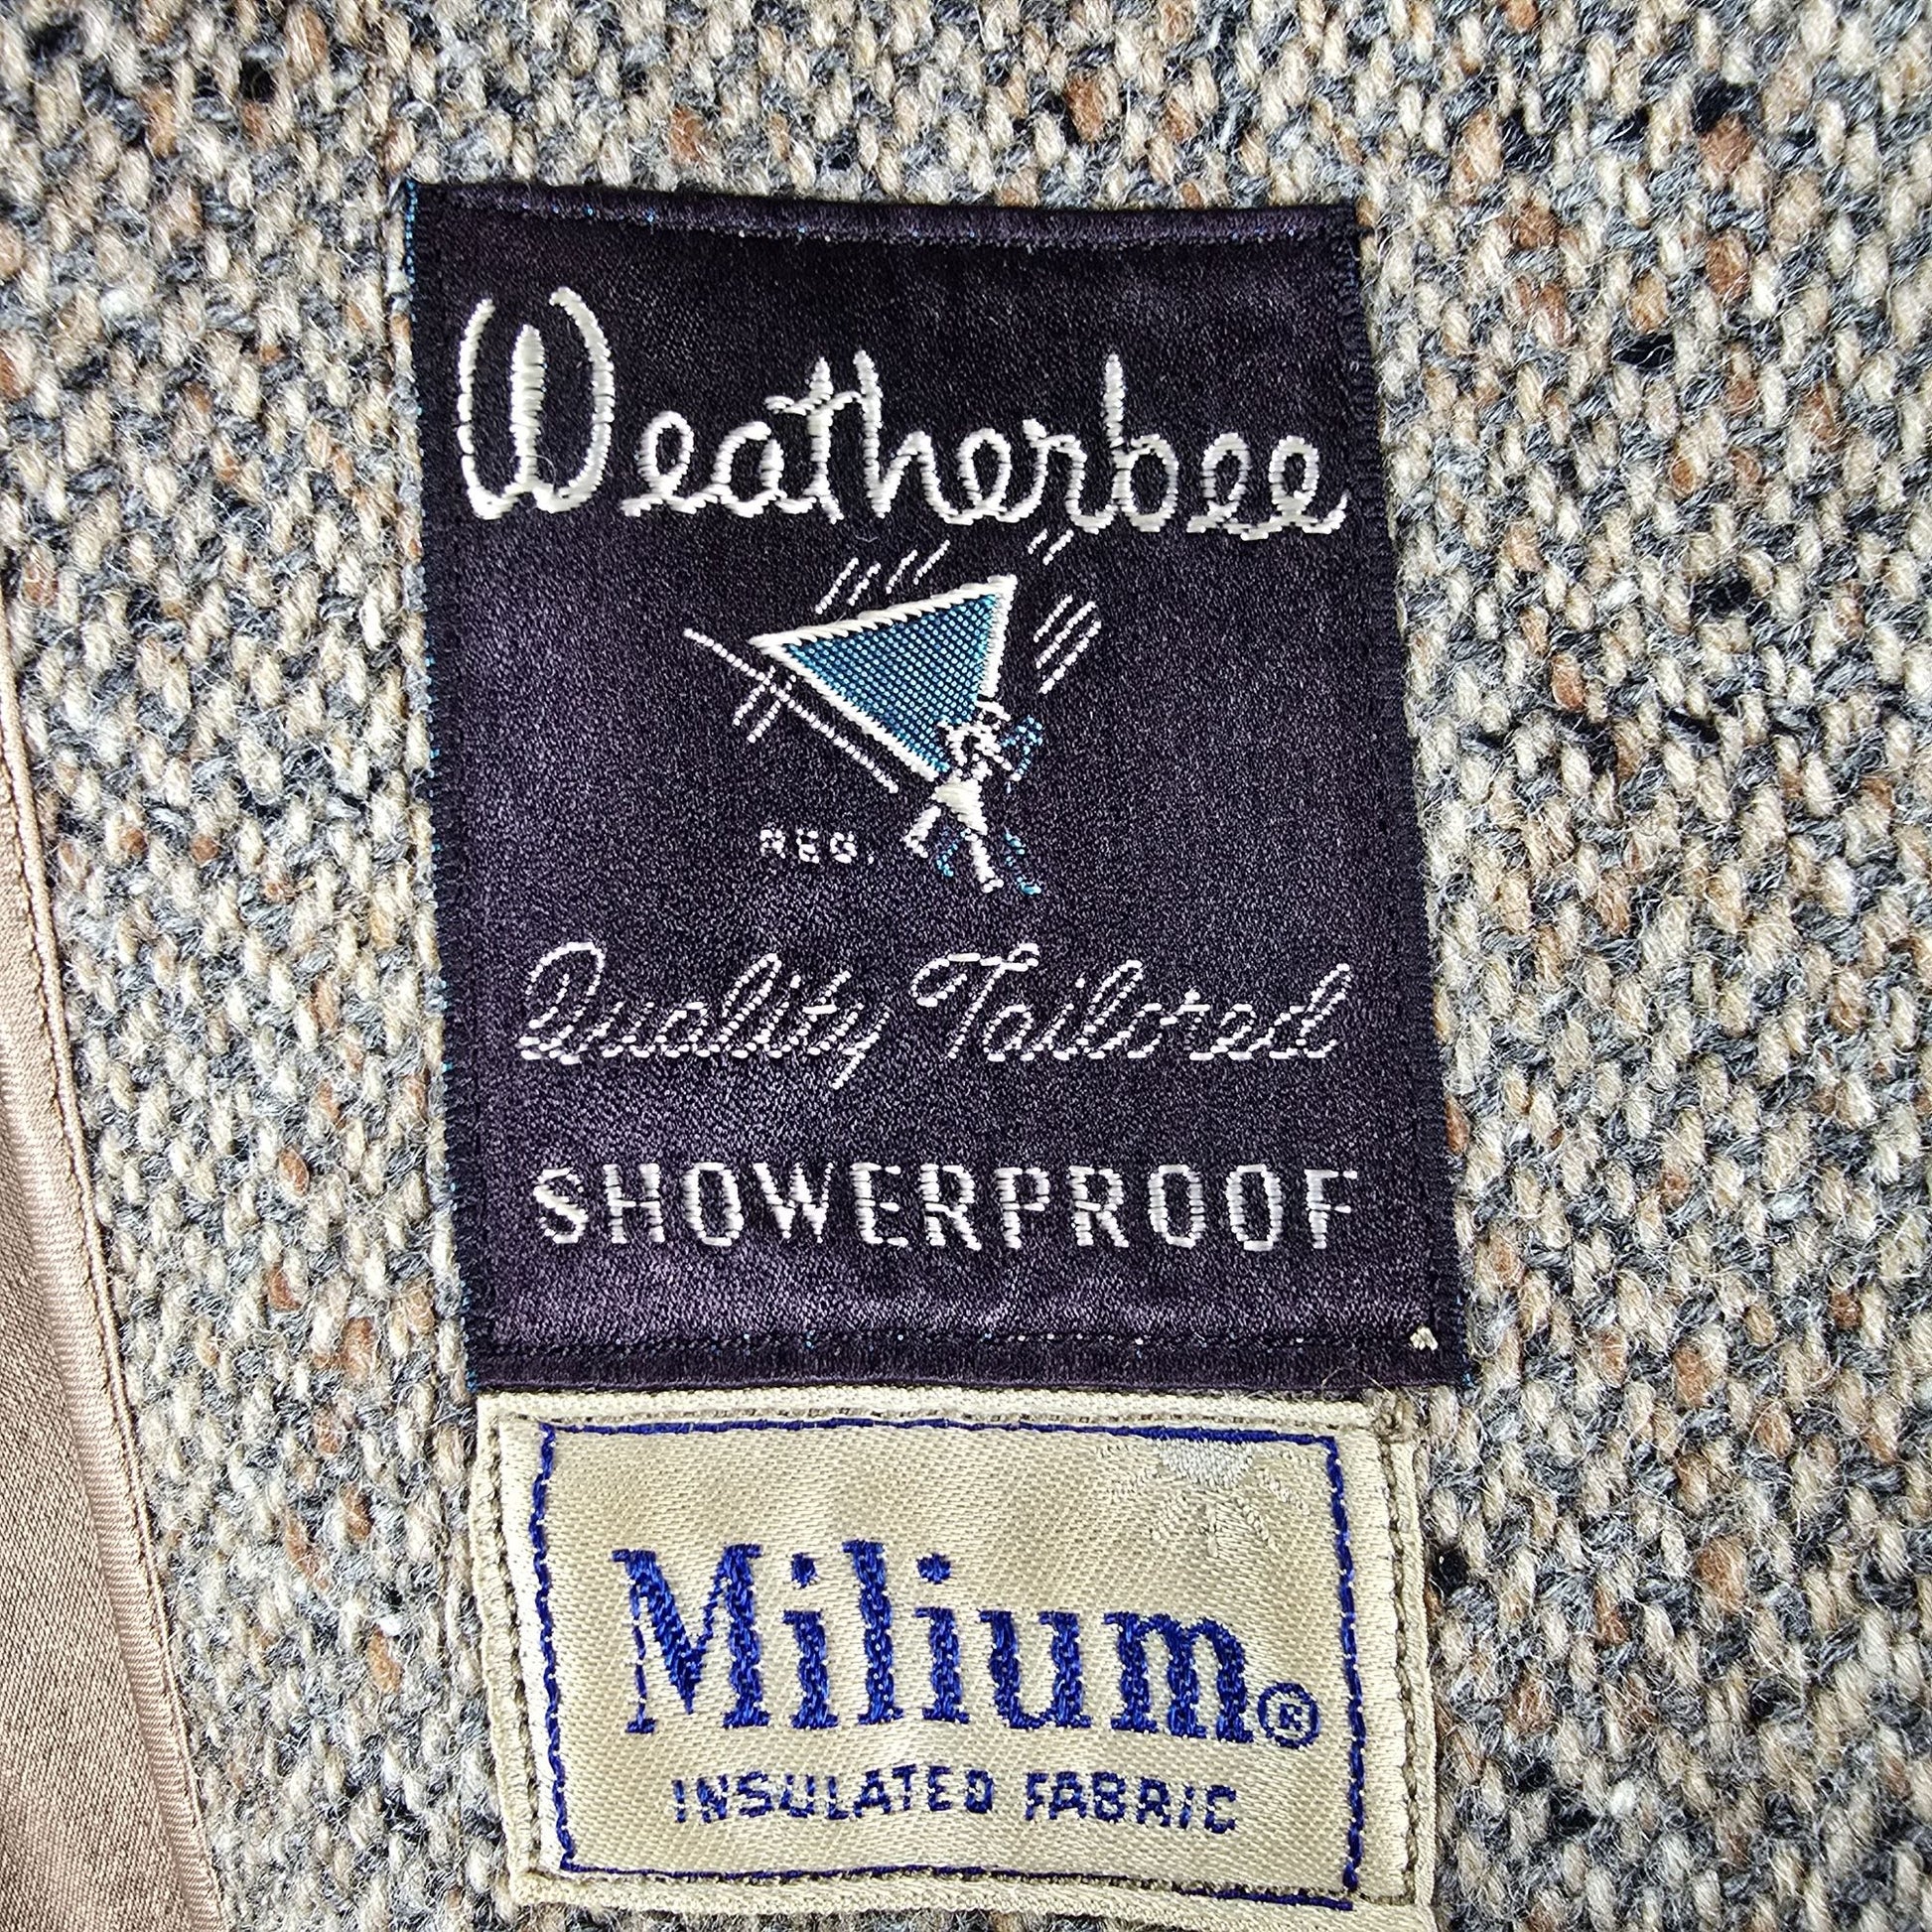 Weatherbee
REG.
Quality Tailored
SHOWERPROOF
Milium®
INSULATED FABRIC